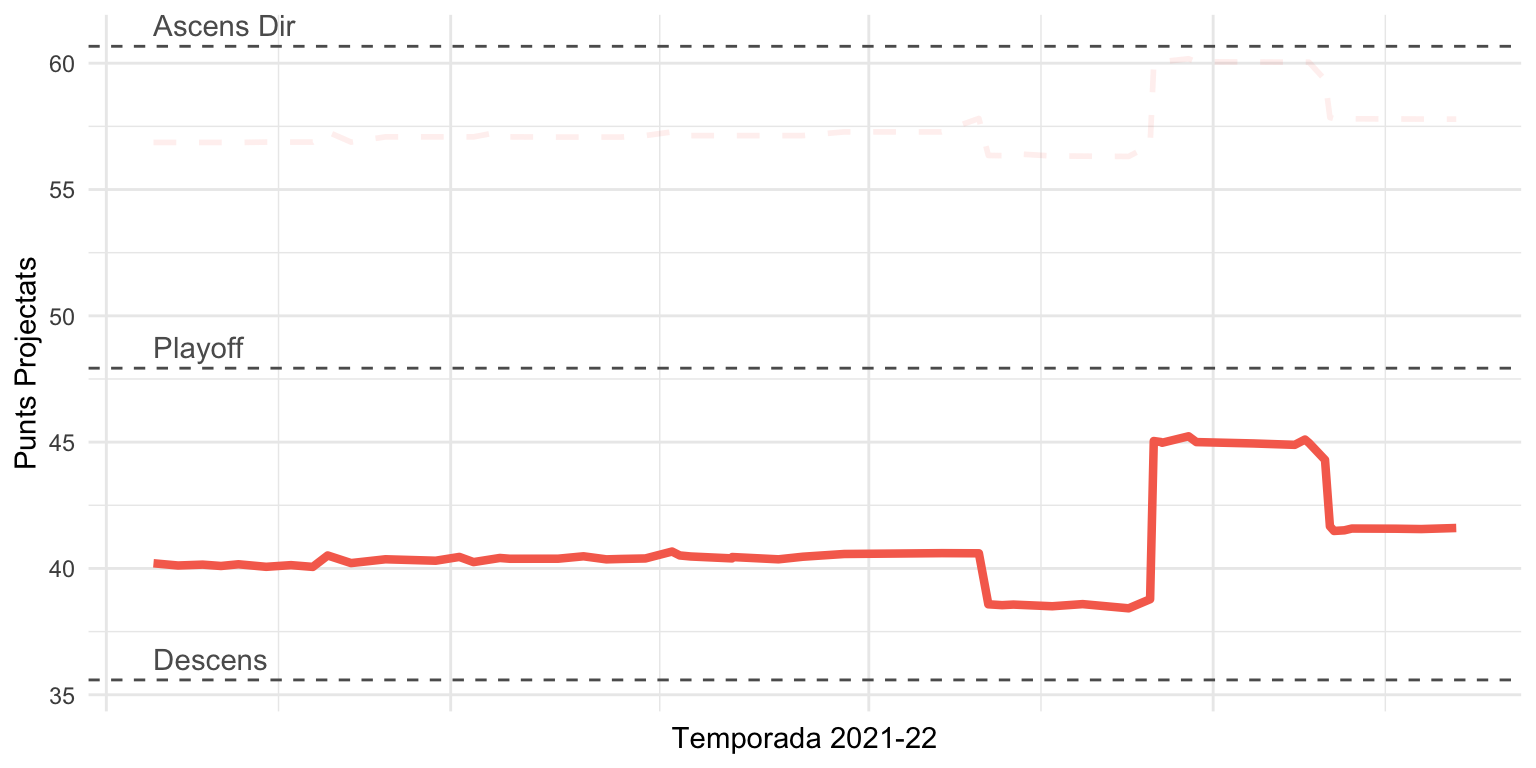 Ascens Dir
60
55
50
Playoff
45
40
Descens
35
Punts Projectats
Temporada 2021-22